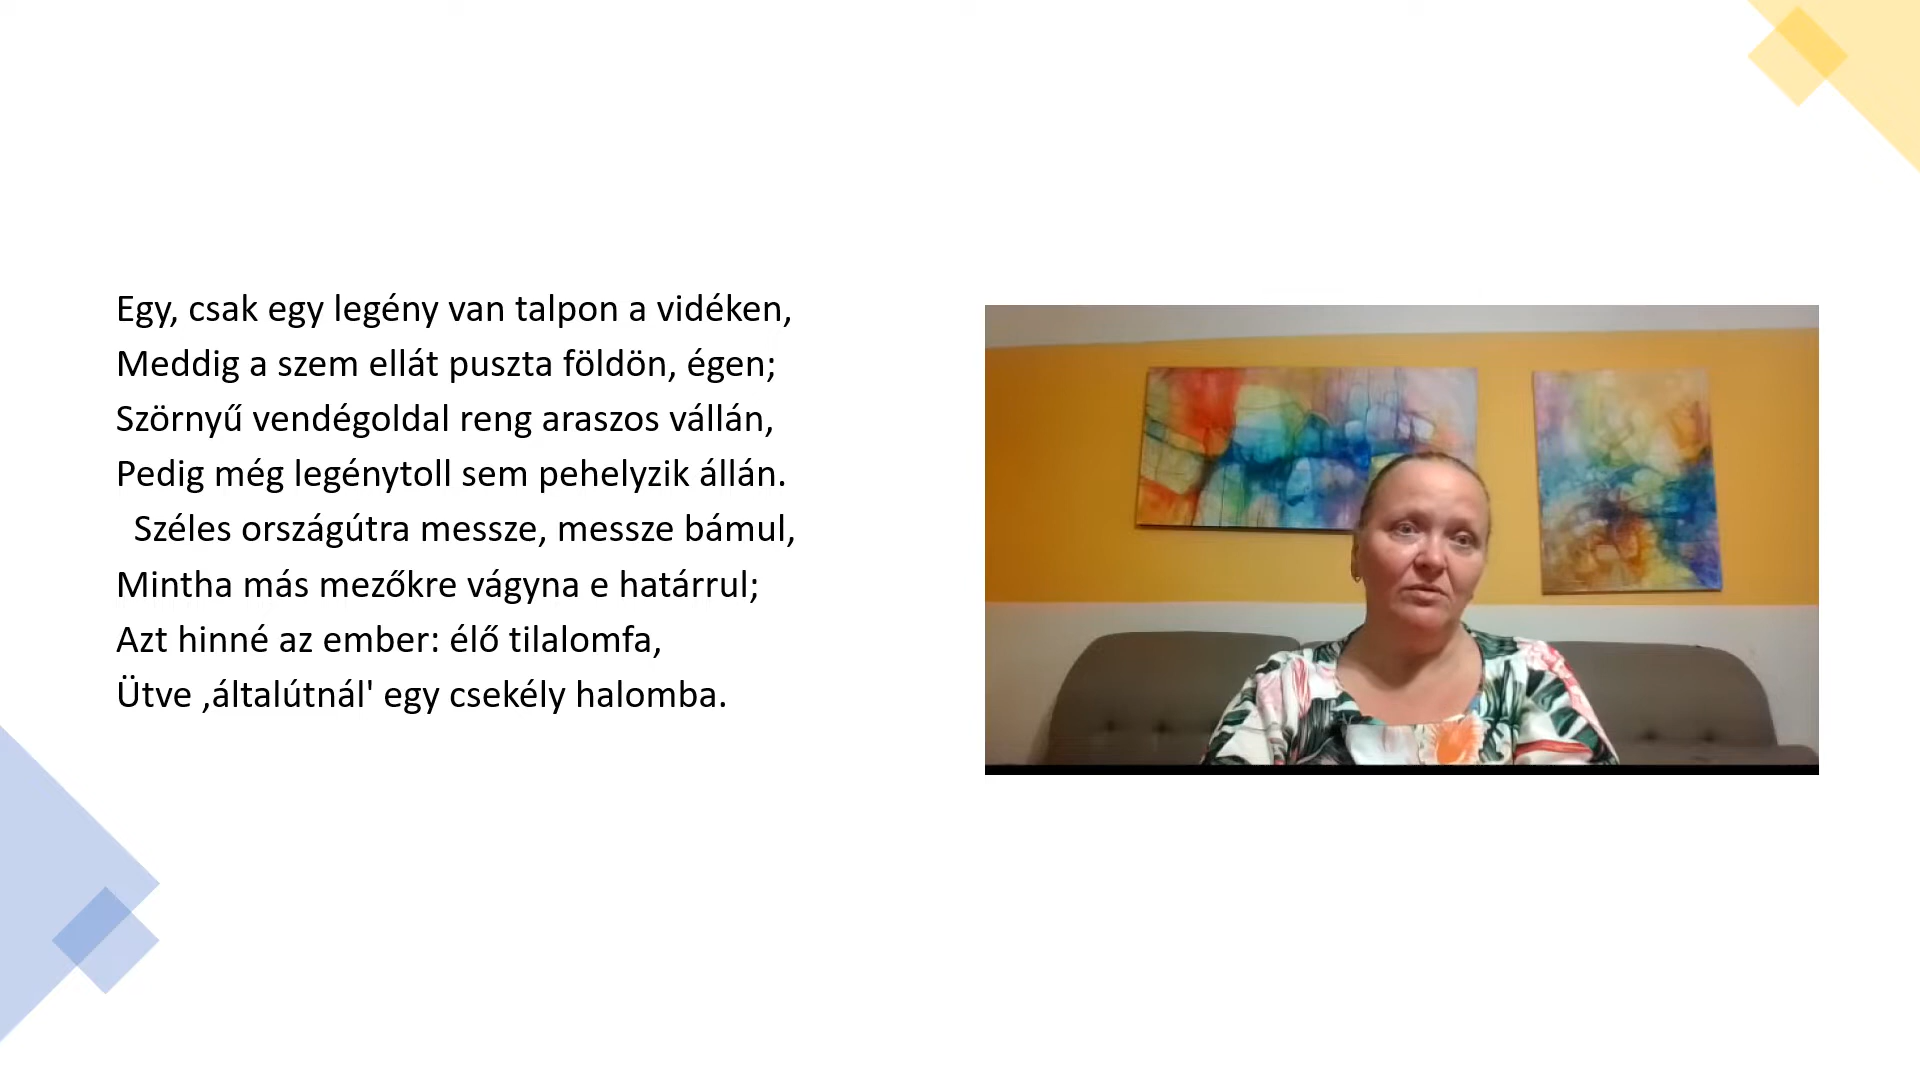 Egy, csak egy legény van talpon a vidéken,
Meddig a szem ellát puszta földön, égen;
Szörnyű vendégoldal reng araszos vállán,
Pedig még legénytoll sem pehelyzik állán.
Széles országútra messze, messze bámul,
Mintha más mezőkre vágyna e határrul;
Azt hinné az ember: élő tilalomfa,
Ütve ,általútnál' egy csekély halomba.